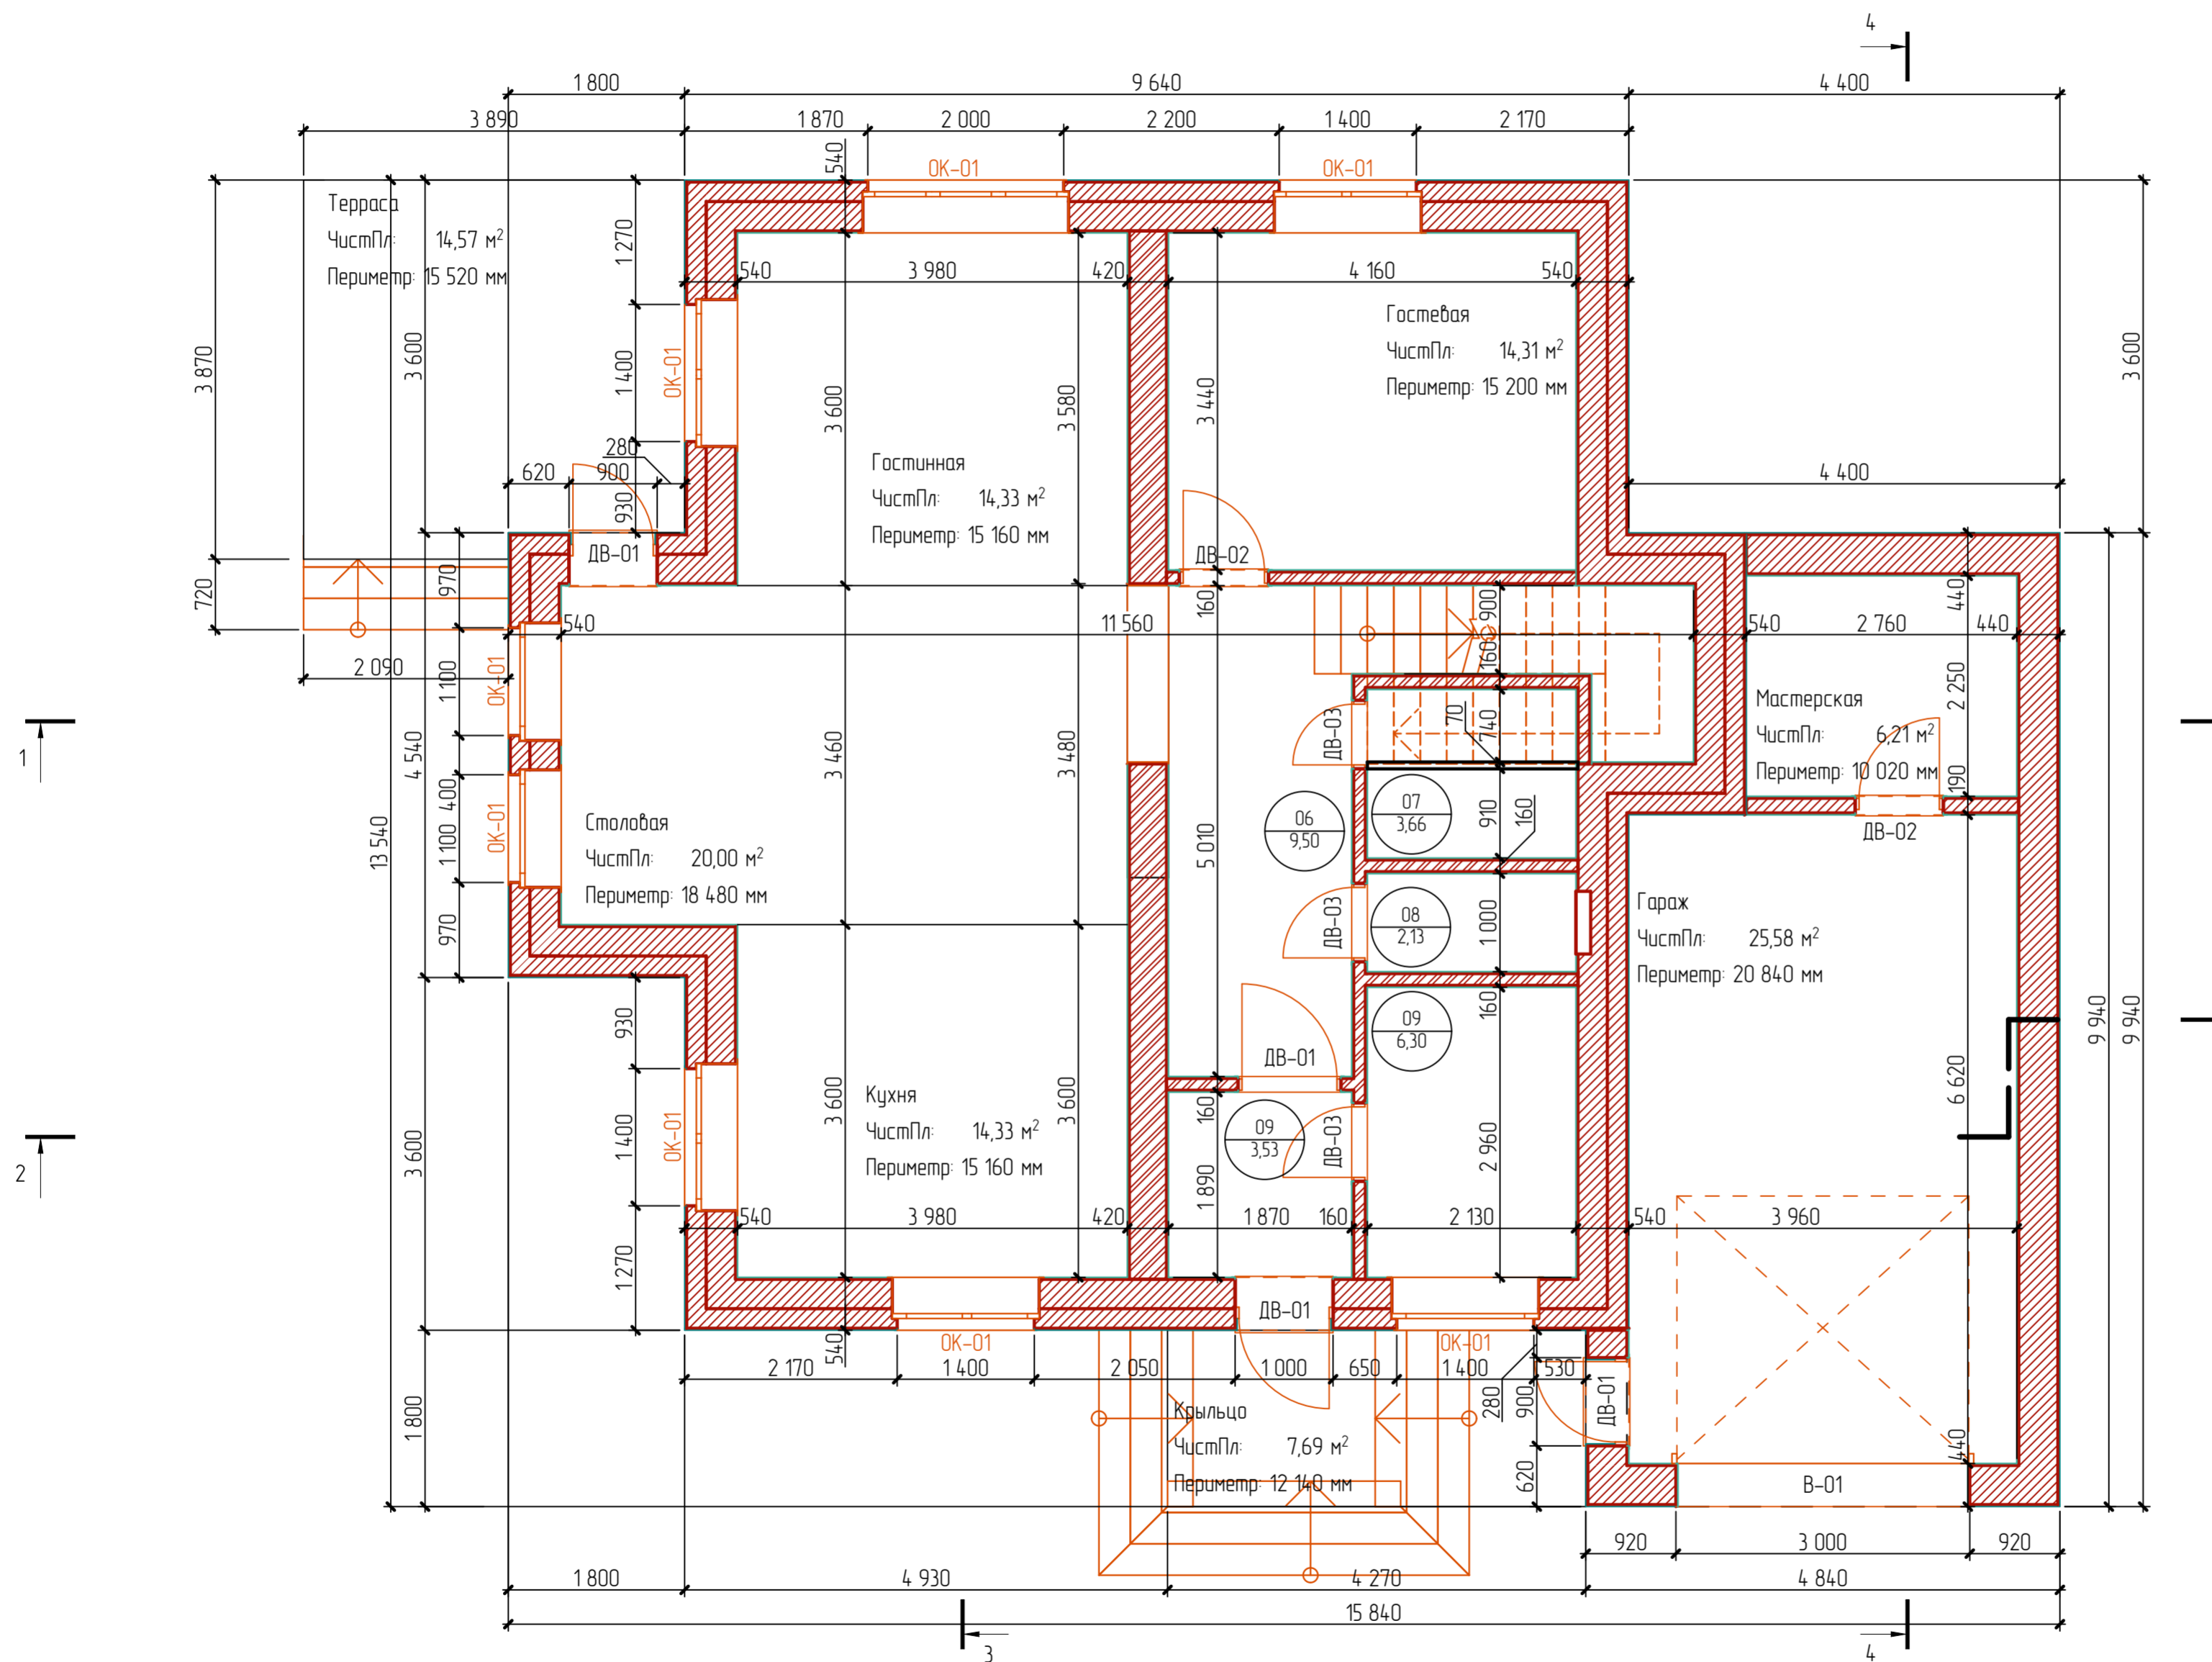 4
1 800
9 640
4 400
3 890
1 870
2 000
2 200
1 400
2 170
540
ОК-01
ОК-01
Терраса
ЧистПл: 14,57 м²
Периметр: 15 520 мм
1 270
540
3 980
420
4 160
540
Гостевая
ЧистПл: 14,31 м²
Периметр: 15 200 мм
3 870
3 600
1 400
ОК-01
3 600
3 580
3 440
3 600
280
620
900
930
Гостинная
ЧистПл: 14,33 м²
Периметр: 15 160 мм
4 400
ДВ-01
ДВ-02
720
970
540
11 560
160
900
160
540
2 760
440
440
2 090
1 100
ОК-01
2 250
Мастерская
ЧистПл: 6,21 м²
Периметр: 10 020 мм
190
1
4 540
3 460
3 480
ДВ-03
70
740
13 540
400
1 100
ОК-01
Столовая
ЧистПл: 20,00 м²
Периметр: 18 480 мм
5 010
06
9,50
07
3,66
910
160
ДВ-02
970
ДВ-03
08
2,13
1 000
Гараж
ЧистПл: 25,58 м²
Периметр: 20 840 мм
930
160
09
6,30
9 940
9 940
ДВ-01
6 620
2
3 600
1 400
ОК-01
3 600
3 600
Кухня
ЧистПл: 14,33 м²
Периметр: 15 160 мм
160
1 890
09
3,53
ДВ-03
2 960
540
3 980
420
1 870
160
2 130
540
3 960
1 270
ДВ-01
540
ОК-01
ОК-01
2 170
1 400
2 050
1 000
650
1 400
530
280
900
ДВ-01
1 800
Крыльцо
ЧистПл: 7,69 м²
Периметр: 12 140 мм
620
440
В-01
920
3 000
920
1 800
4 930
4 270
4 840
15 840
3
4